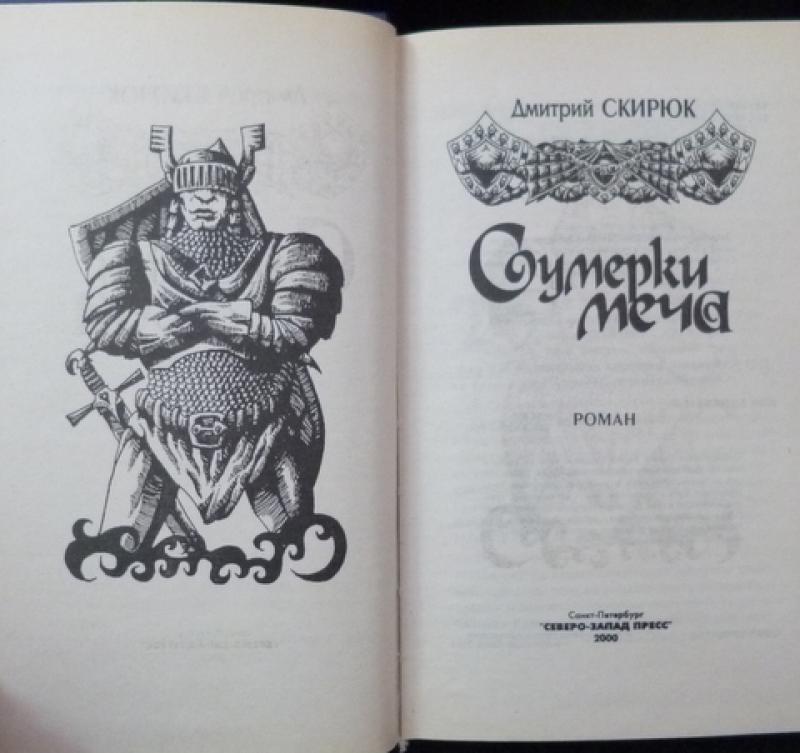 Дмитрий СКИРЮК
Сумерки
меча
РОМАН
Санкт-Петербург
"СЕВЕРО-ЗАПАД ПРЕСС"
2000